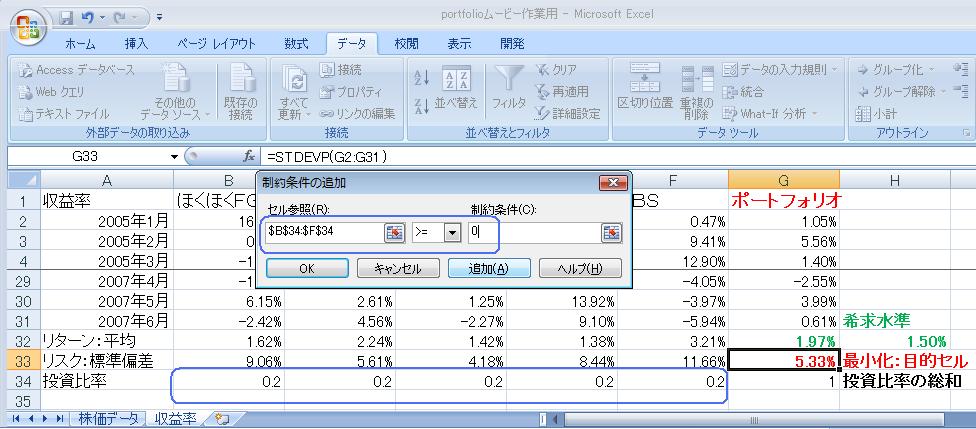 portfolioムービー作業用 - Microsoft Excel
ホーム 挿入 ページ レイアウト 数式 データ 校閲 表示 開発
Access データベース
Web クエリ
テキスト ファイル
その他の
データ ソース
既存の
接続
外部データの取り込み
すべて
更新
接続
プロパティ
リンクの編集
接続
並べ替え
フィルタ
クリア
再適用
詳細設定
並べ替えとフィルタ
区切り位置
重複の
削除
データの入力規則
統合
What-If 分析
データ ツール
グループ化
グループ解除
小計
アウトライン
G33 fx =STDEVP(G2:G31)
A B F G H
1 収益率 ほくほくFG BS ポートフォリオ
2 2005年1月 16 0.47% 1.05%
3 2005年2月 0 9.41% 5.56%
4 2005年3月 -1 12.90% 1.40%
29 2007年4月 -1 -4.05% -2.55%
30 2007年5月 6.15% 2.61% 1.25% 13.92% -3.97% 3.99%
31 2007年6月 -2.42% 4.56% -2.27% 9.10% -5.94% 0.61% 希求水準
32 リターン:平均 1.62% 2.24% 1.42% 1.38% 3.21% 1.97% 1.50%
33 リスク:標準偏差 9.06% 5.61% 4.18% 8.44% 11.66% 5.33% 最小化:目的セル
34 投資比率 0.2 0.2 0.2 0.2 0.2 1 投資比率の総和
35
制約条件の追加
セル参照(R): 制約条件(C):
$B$34:$F$34 >= 0
OK キャンセル 追加(A) ヘルプ(H)
株価データ 収益率